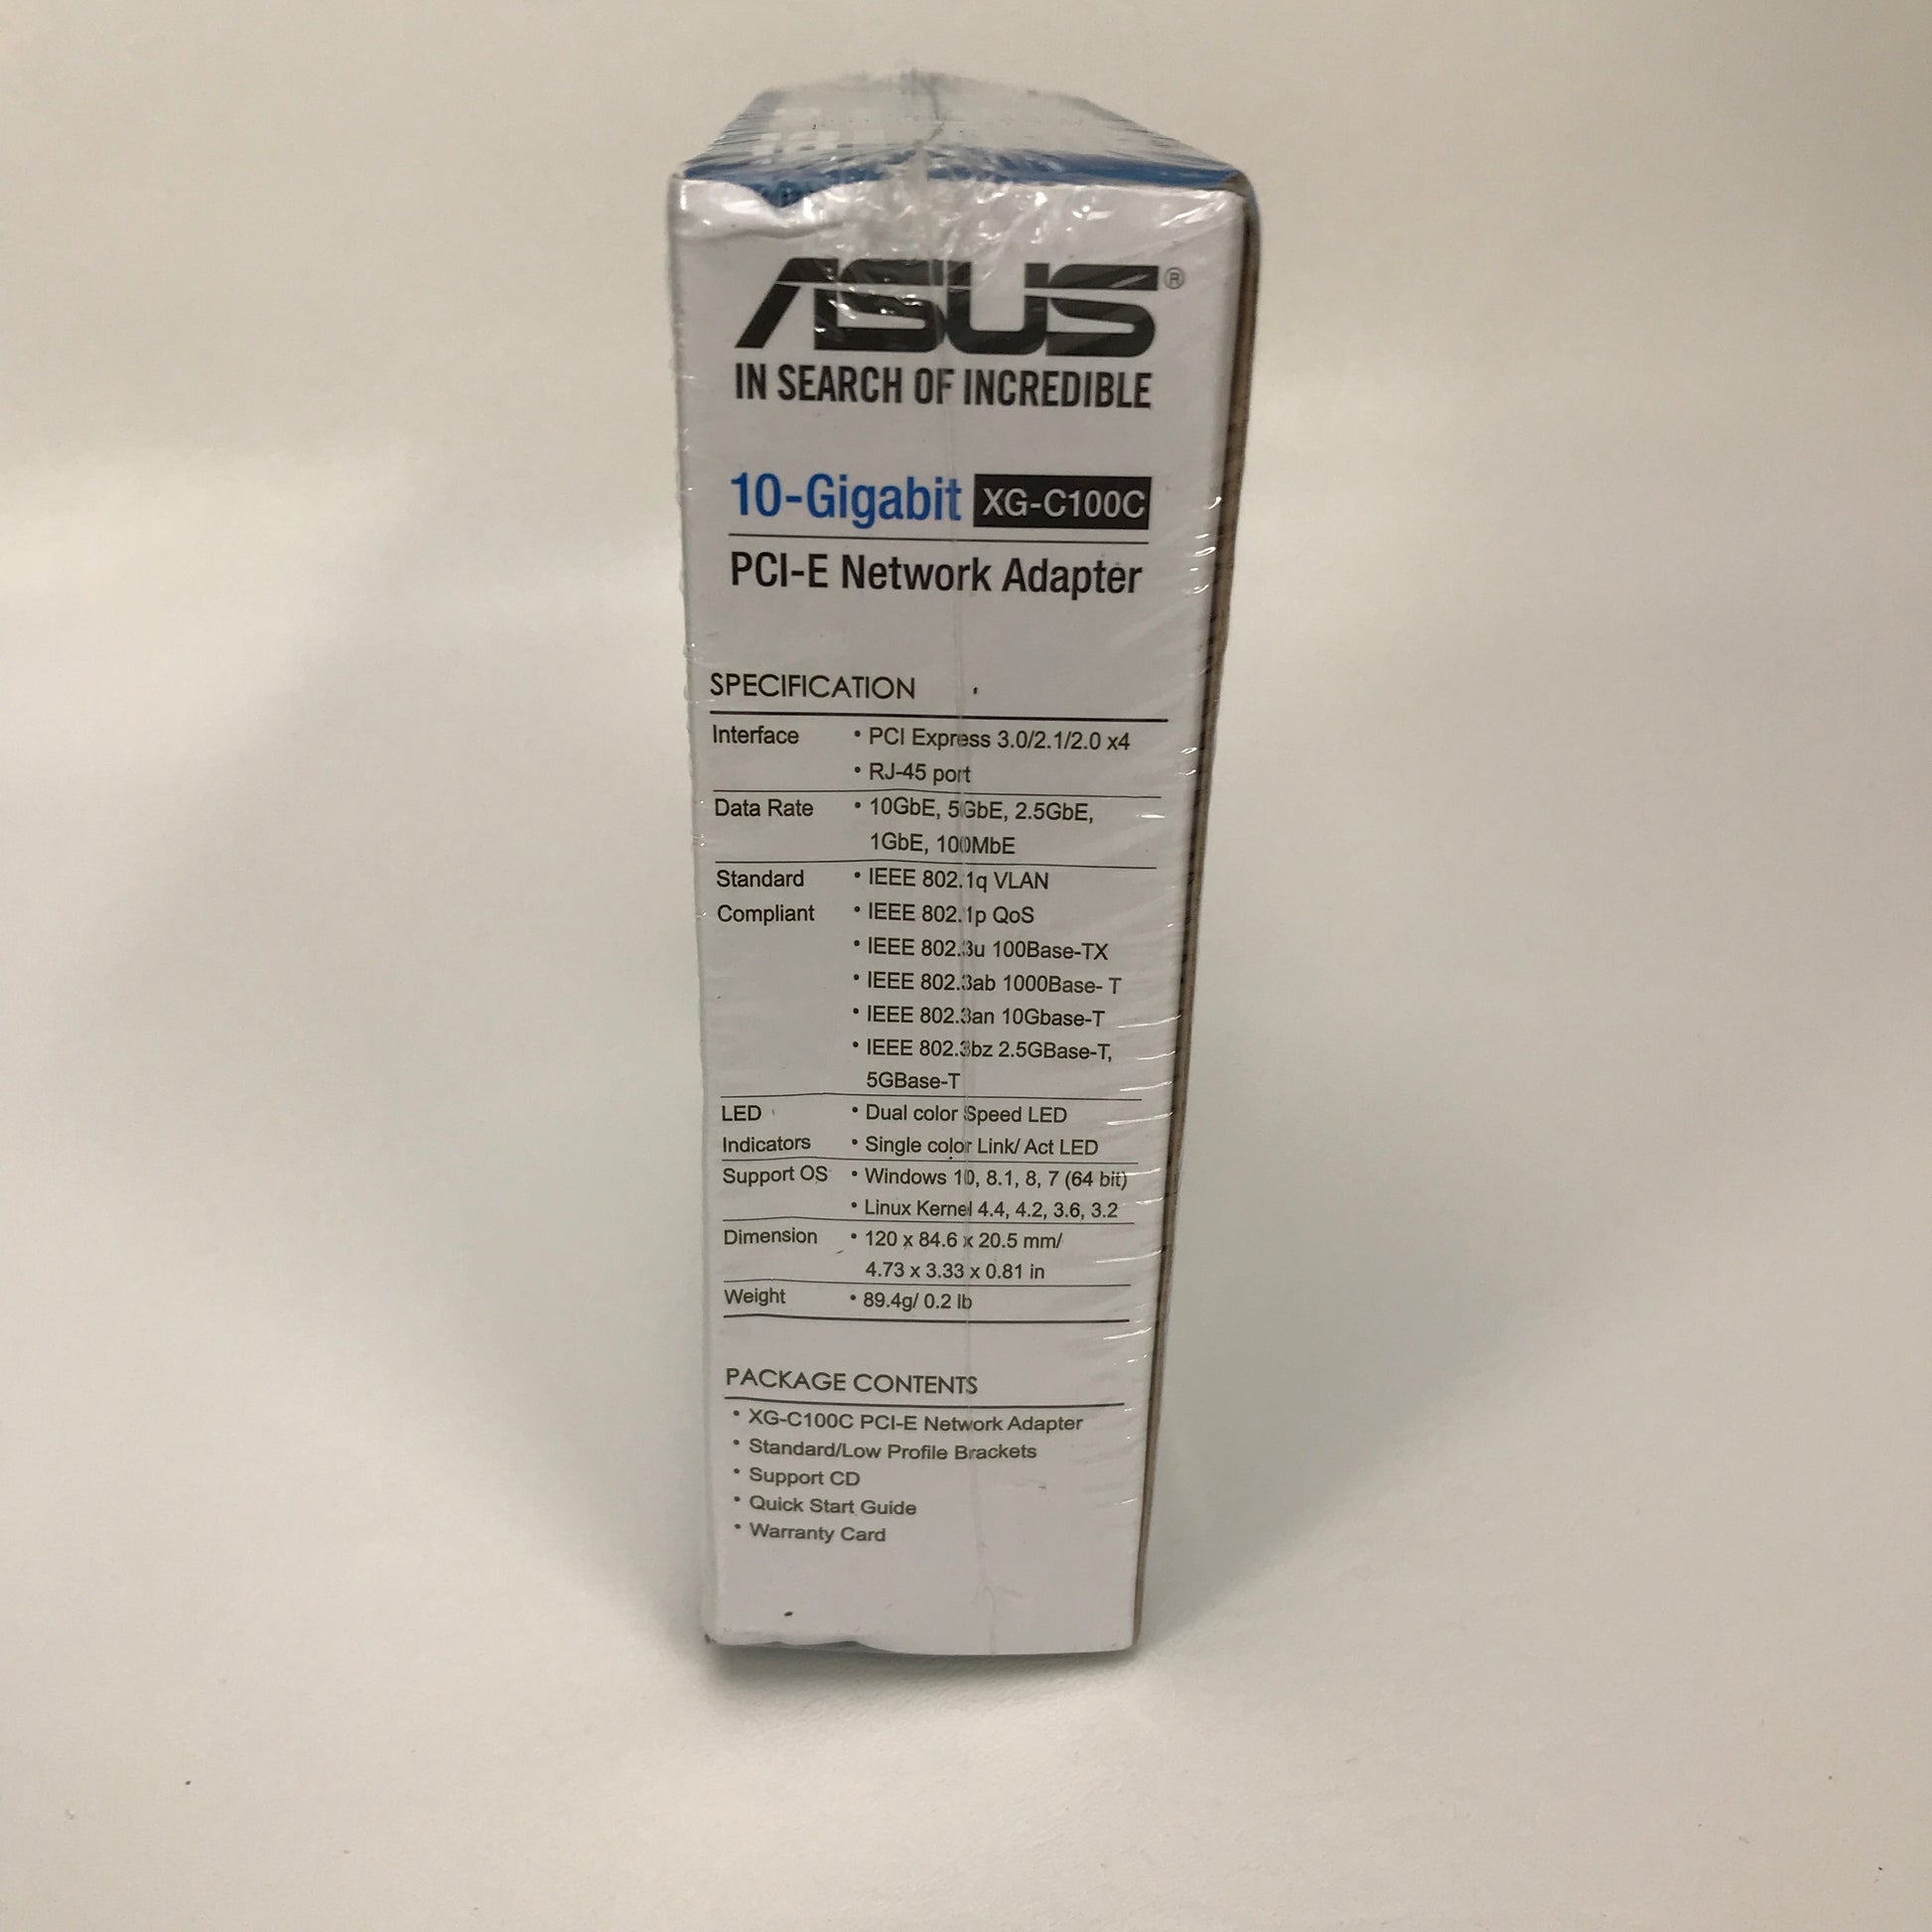 ASUS®
IN SEARCH OF INCREDIBLE
10-Gigabit XG-C100C
PCI-E Network Adapter
SPECIFICATION
Interface • PCI Express 3.0/2.1/2.0 x4
• RJ-45 port
Data Rate • 10GbE, 5GbE, 2.5GbE,
1GbE, 100MbE
Standard • IEEE 802.1q VLAN
Compliant • IEEE 802.1p QoS
• IEEE 802.3u 100Base-TX
• IEEE 802.3ab 1000Base- T
• IEEE 802.3an 10Gbase-T
• IEEE 802.3bz 2.5GBase-T,
5GBase-T
LED • Dual color Speed LED
Indicators • Single color Link/ Act LED
Support OS • Windows 10, 8.1, 8, 7 (64 bit)
• Linux Kernel 4.4, 4.2, 3.6, 3.2
Dimension • 120 x 84.6 x 20.5 mm/
4.73 x 3.33 x 0.81 in
Weight • 89.4g/ 0.2 lb
PACKAGE CONTENTS
• XG-C100C PCI-E Network Adapter
• Standard/Low Profile Brackets
• Support CD
• Quick Start Guide
• Warranty Card